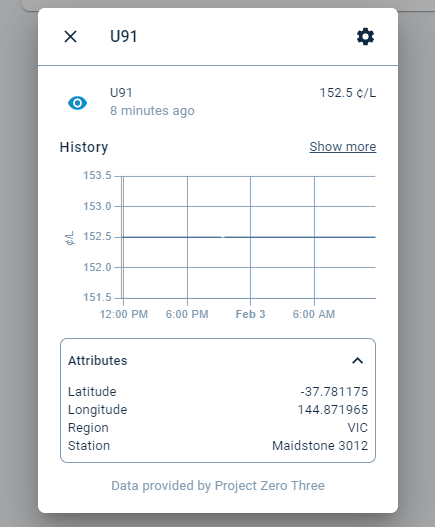 U91
U91 152.5 ¢/L
8 minutes ago
History Show more
¢/L
153.5
153.0
152.5
152.0
151.5
12:00 PM 6:00 PM Feb 3 6:00 AM
Attributes
Latitude -37.781175
Longitude 144.871965
Region VIC
Station Maidstone 3012
Data provided by Project Zero Three